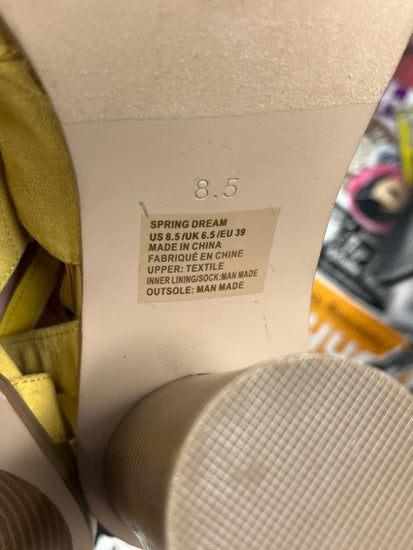 8.5
SPRING DREAM
US 8.5 /UK 6.5 /EU 39
MADE IN CHINA
FABRIQUÉ EN CHINE
UPPER: TEXTILE
INNER LINING/SOCK:MAN MADE
OUTSOLE: MAN MADE